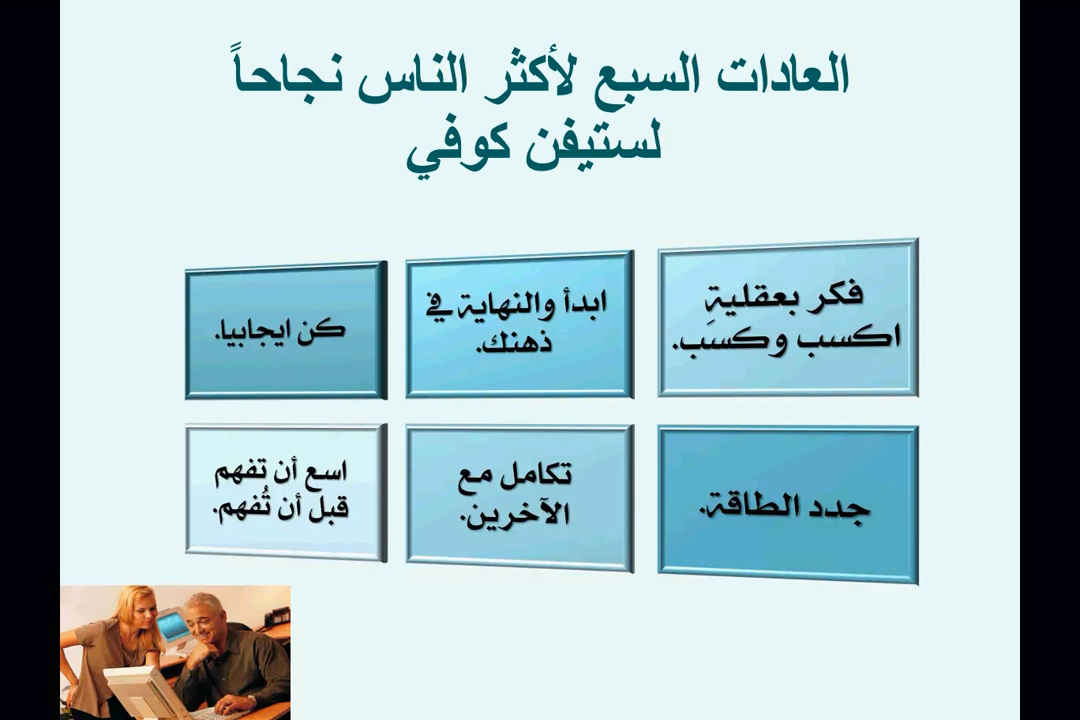 العادات السبع لأكثر الناس نجاحاً
لستيفن كوفي
فكر بعقليةِ
اكسب وكسَب.
ابدأ والنهاية في
ذهنك.
كن ايجابيا.
جدد الطاقة.
تكامل مع
الآخرين.
اسع أن تفهم
قبل أن تُفهم.